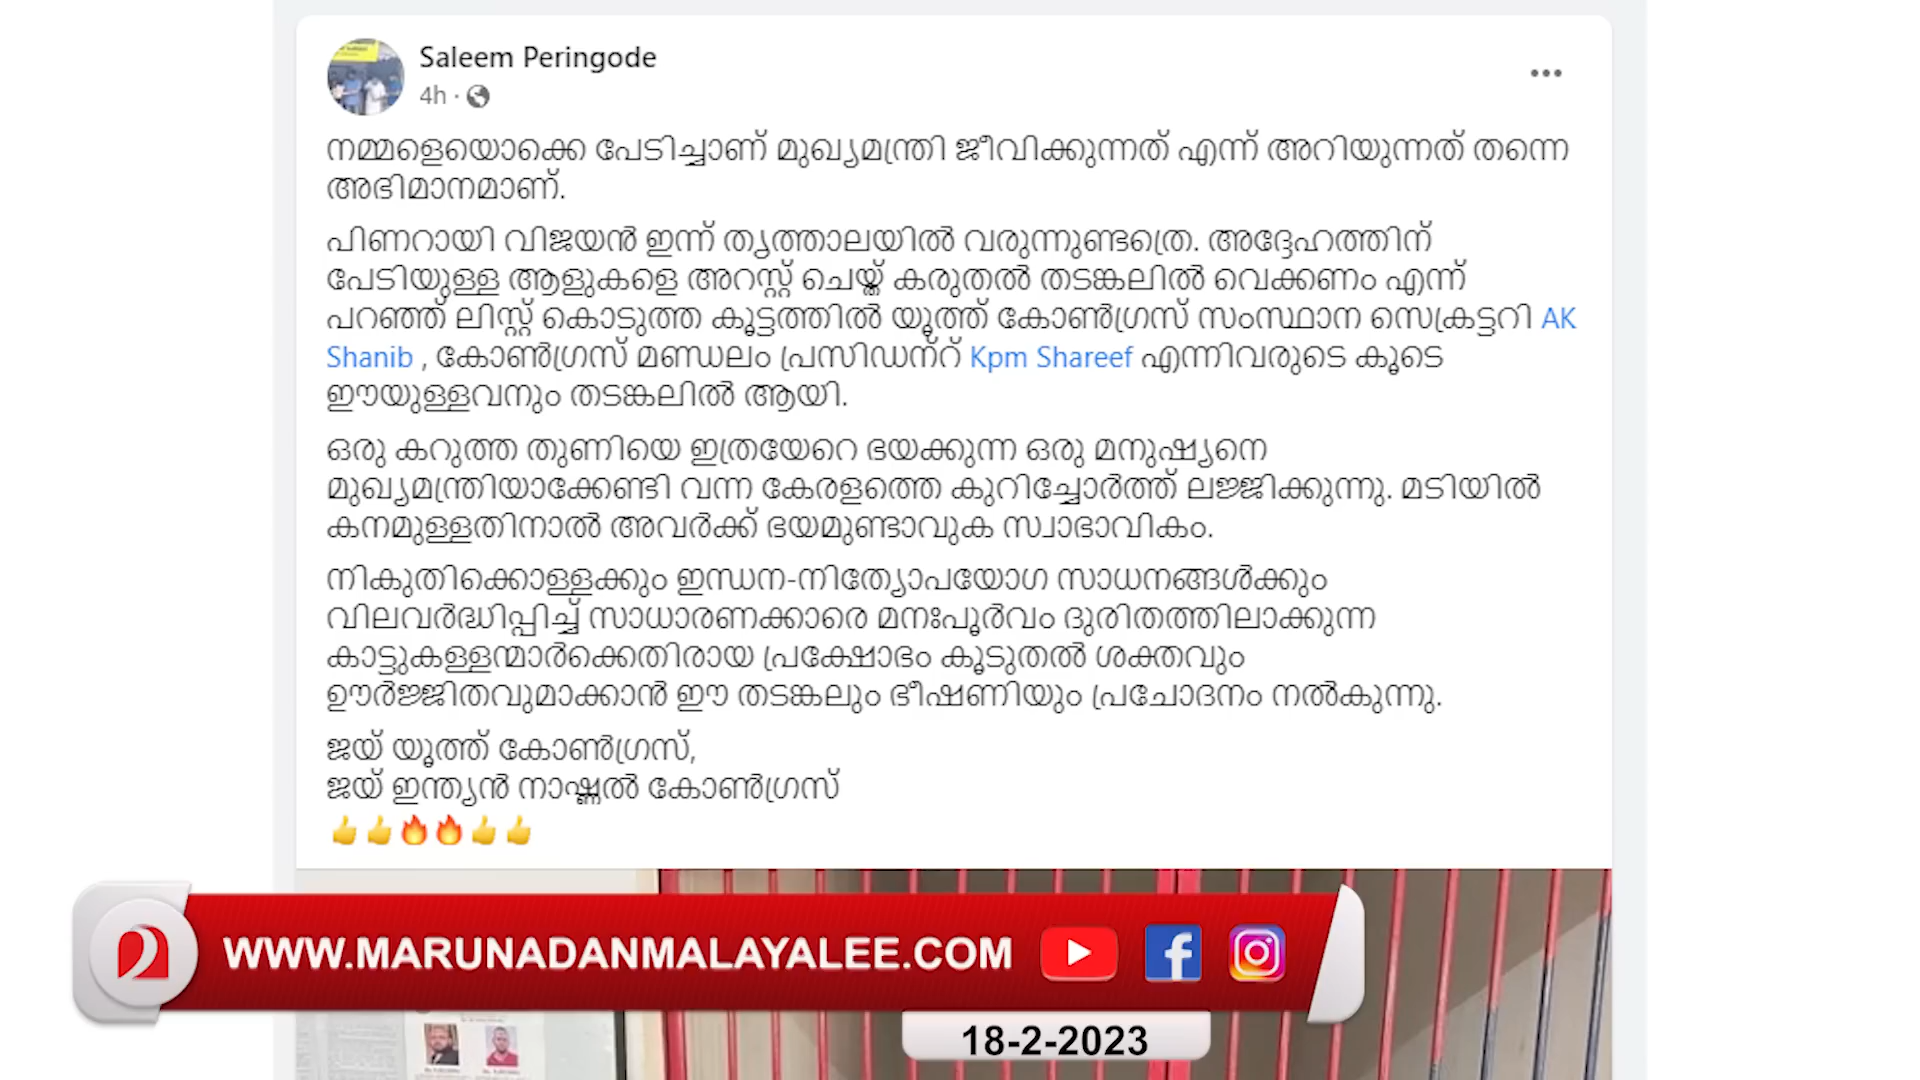 Saleem Peringode
4h ·
നമ്മളെയൊക്കെ പേടിച്ചാണ് മുഖ്യമന്ത്രി ജീവിക്കുന്നത് എന്ന് അറിയുന്നത് തന്നെ
അഭിമാനമാണ്.
പിണറായി വിജയൻ ഇന്ന് തൃത്താലയിൽ വരുന്നുണ്ടത്രെ. അദ്ദേഹത്തിന്
പേടിയുള്ള ആളുകളെ അറസ്റ്റ് ചെയ്ത് കരുതൽ തടങ്കലിൽ വെക്കണം എന്ന്
പറഞ്ഞ് ലിസ്റ്റ് കൊടുത്ത കൂട്ടത്തിൽ യൂത്ത് കോൺഗ്രസ് സംസ്ഥാന സെക്രട്ടറി AK
Shanib , കോൺഗ്രസ് മണ്ഡലം പ്രസിഡന്റ് Kpm Shareef എന്നിവരുടെ കൂടെ
ഈയുള്ളവനും തടങ്കലിൽ ആയി.
ഒരു കറുത്ത തുണിയെ ഇത്രയേറെ ഭയക്കുന്ന ഒരു മനുഷ്യനെ
മുഖ്യമന്ത്രിയാക്കേണ്ടി വന്ന കേരളത്തെ കുറിച്ചോർത്ത് ലജ്ജിക്കുന്നു. മടിയിൽ
കനമുള്ളതിനാൽ അവർക്ക് ഭയമുണ്ടാവുക സ്വാഭാവികം.
നികുതിക്കൊള്ളക്കും ഇന്ധന-നിത്യോപയോഗ സാധനങ്ങൾക്കും
വിലവർദ്ധിപ്പിച്ച് സാധാരണക്കാരെ മനഃപൂർവം ദുരിതത്തിലാക്കുന്ന
കാട്ടുകള്ളന്മാർക്കെതിരായ പ്രക്ഷോഭം കൂടുതൽ ശക്തവും
ഊർജ്ജിതവുമാക്കാൻ ഈ തടങ്കലും ഭീഷണിയും പ്രചോദനം നൽകുന്നു.
ജയ് യൂത്ത് കോൺഗ്രസ്,
ജയ് ഇന്ത്യൻ നാഷ്ണൽ കോൺഗ്രസ്
👍👍🔥🔥👍👍
WWW.MARUNADANMALAYALEE.COM
18-2-2023